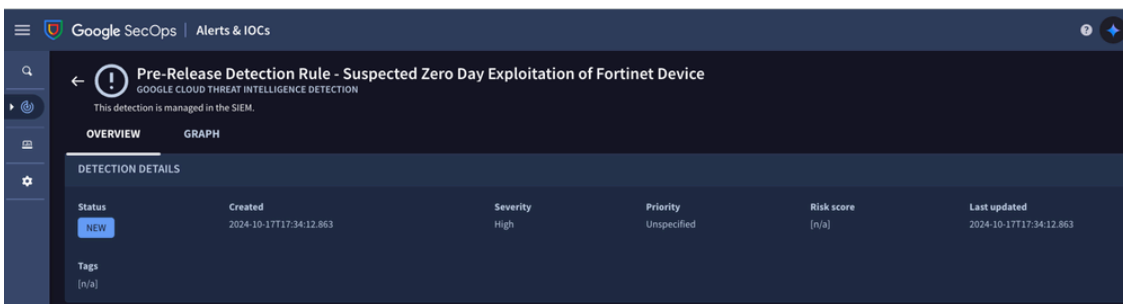 Google SecOps | Alerts & IOCs
Pre-Release Detection Rule - Suspected Zero Day Exploitation of Fortinet Device
GOOGLE CLOUD THREAT INTELLIGENCE DETECTION
This detection is managed in the SIEM.
OVERVIEW GRAPH
DETECTION DETAILS
Status Created Severity Priority Risk score Last updated
NEW 2024-10-17T17:34:12.863 High Unspecified [n/a] 2024-10-17T17:34:12.863
Tags
[n/a]